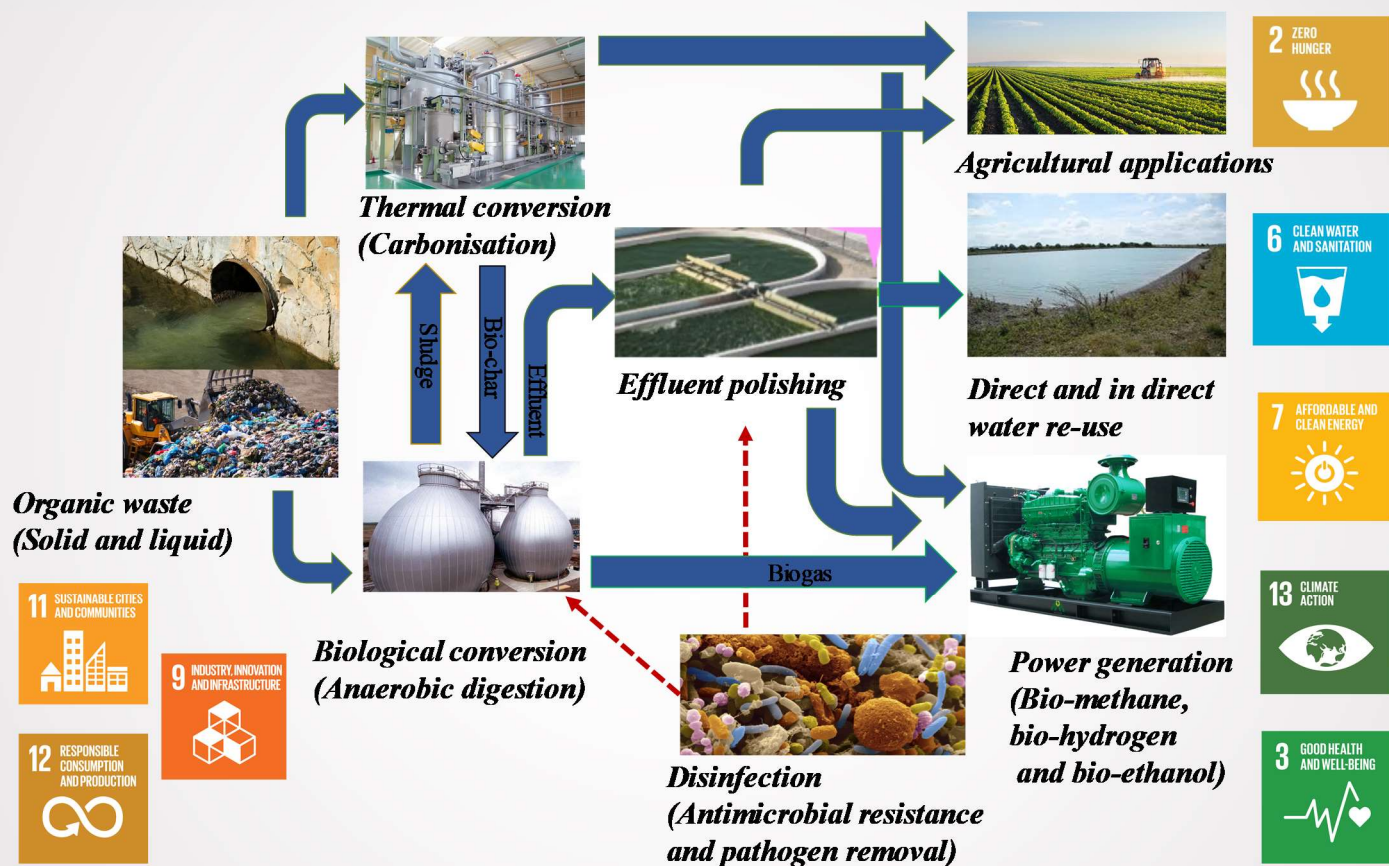 2 ZERO
HUNGER
Agricultural applications
Thermal conversion
(Carbonisation)
6 CLEAN WATER
AND SANITATION
Sludge
Bio-char
Effluent
Effluent polishing
Direct and in direct
water re-use
7 AFFORDABLE AND
CLEAN ENERGY
Organic waste
(Solid and liquid)
Biogas
11 SUSTAINABLE CITIES
AND COMMUNITIES
9 INDUSTRY, INNOVATION
AND INFRASTRUCTURE
12 RESPONSIBLE
CONSUMPTION
AND PRODUCTION
Biological conversion
(Anaerobic digestion)
Disinfection
(Antimicrobial resistance
and pathogen removal)
Power generation
(Bio-methane,
bio-hydrogen
and bio-ethanol)
13 CLIMATE
ACTION
3 GOOD HEALTH
AND WELL-BEING